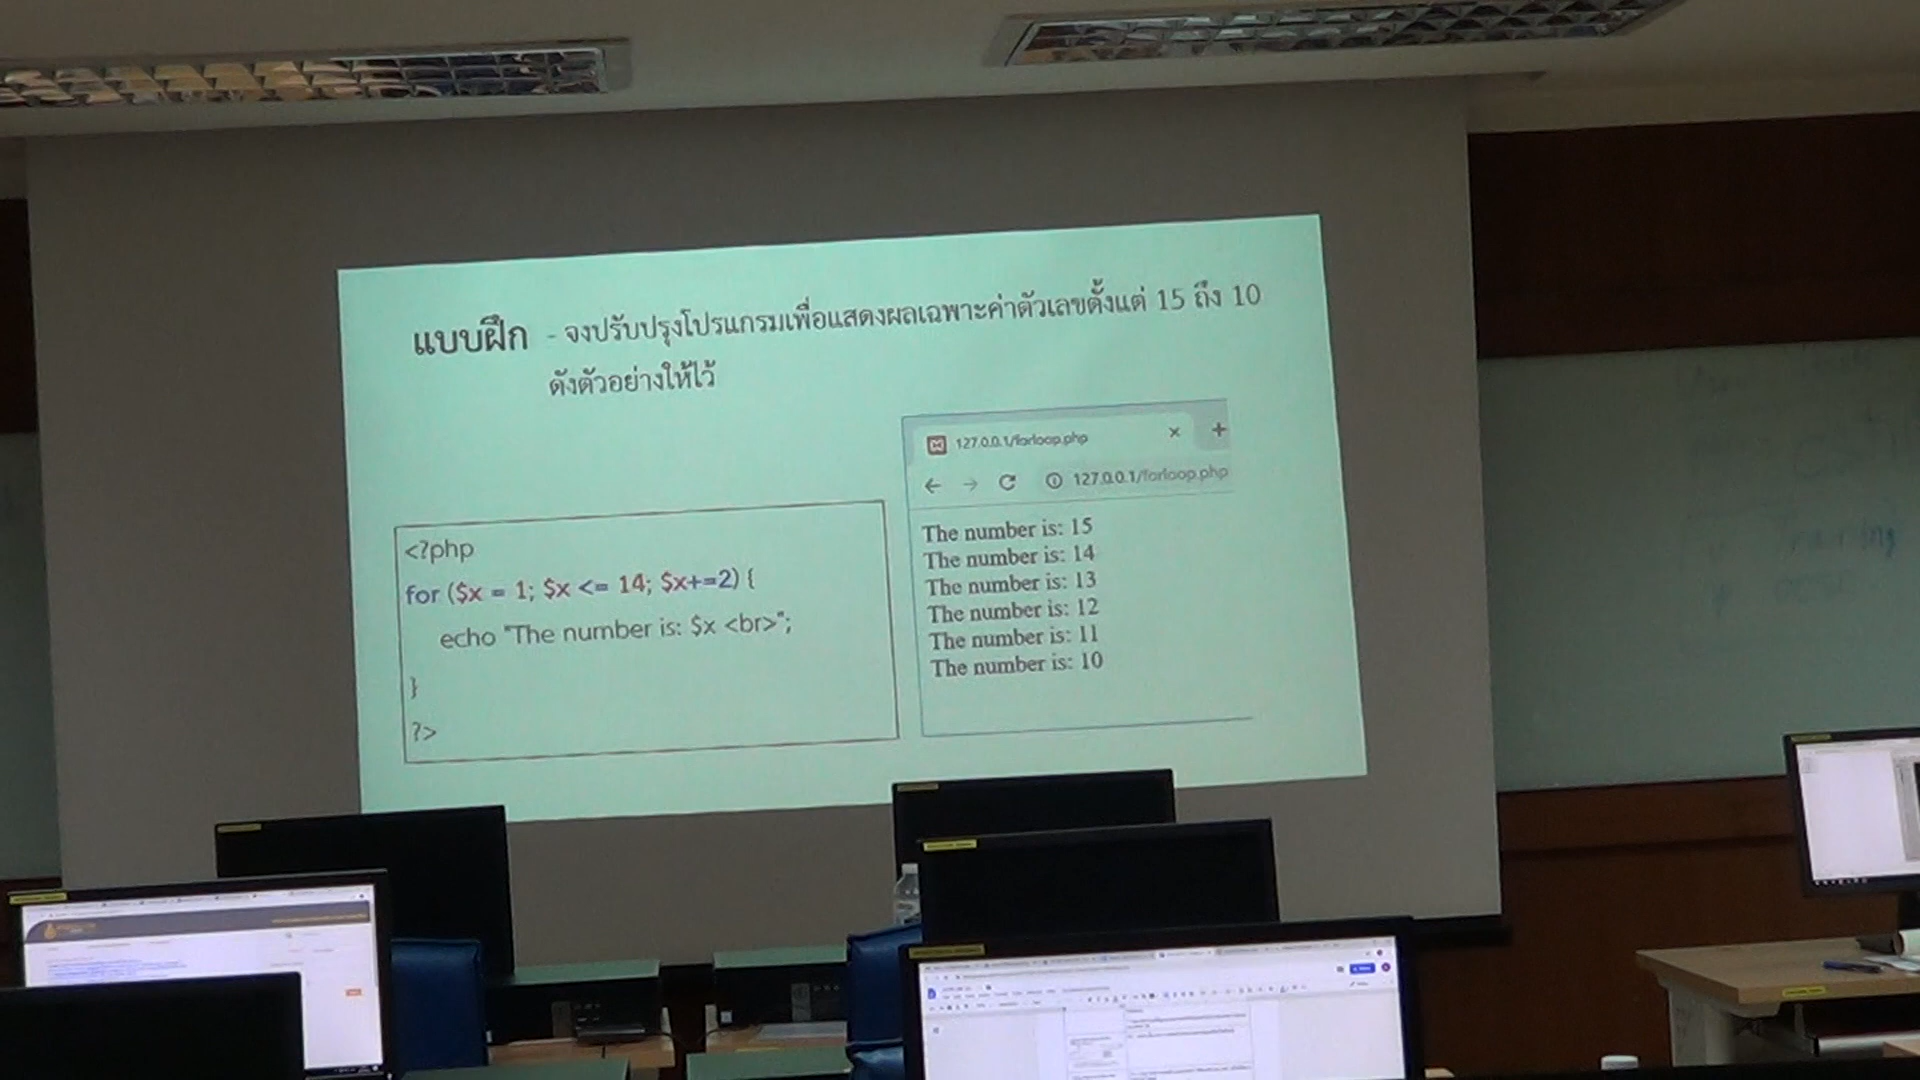 แบบฝึก - จงปรับปรุงโปรแกรมเพื่อแสดงผลเฉพาะค่าตัวเลขตั้งแต่ 15 ถึง 10
ดังตัวอย่างให้ไว้
<?php
for ($x = 1; $x <= 14; $x+=2) {
echo "The number is: $x <br>";
}
?>
127.0.0.1/forloop.php
127.0.0.1/forloop.php
The number is: 15
The number is: 14
The number is: 13
The number is: 12
The number is: 11
The number is: 10